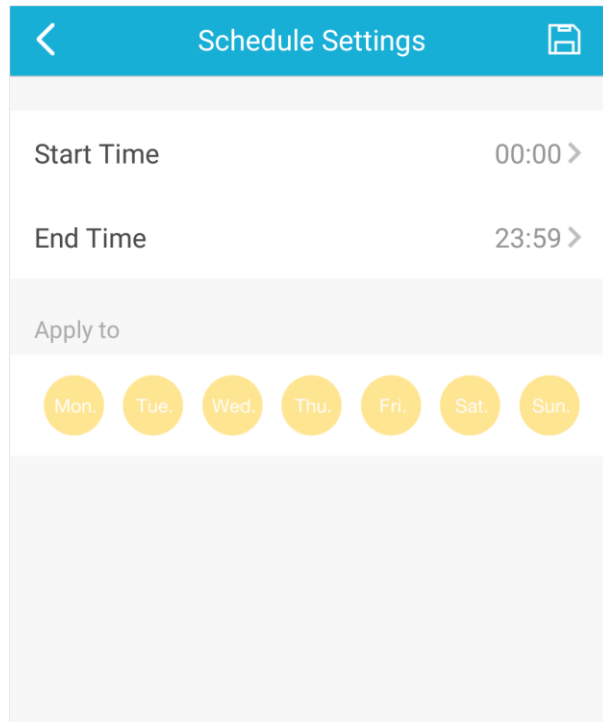 Schedule Settings
Start Time 00:00
End Time 23:59
Apply to
Mon. Tue. Wed. Thu. Fri. Sat. Sun.